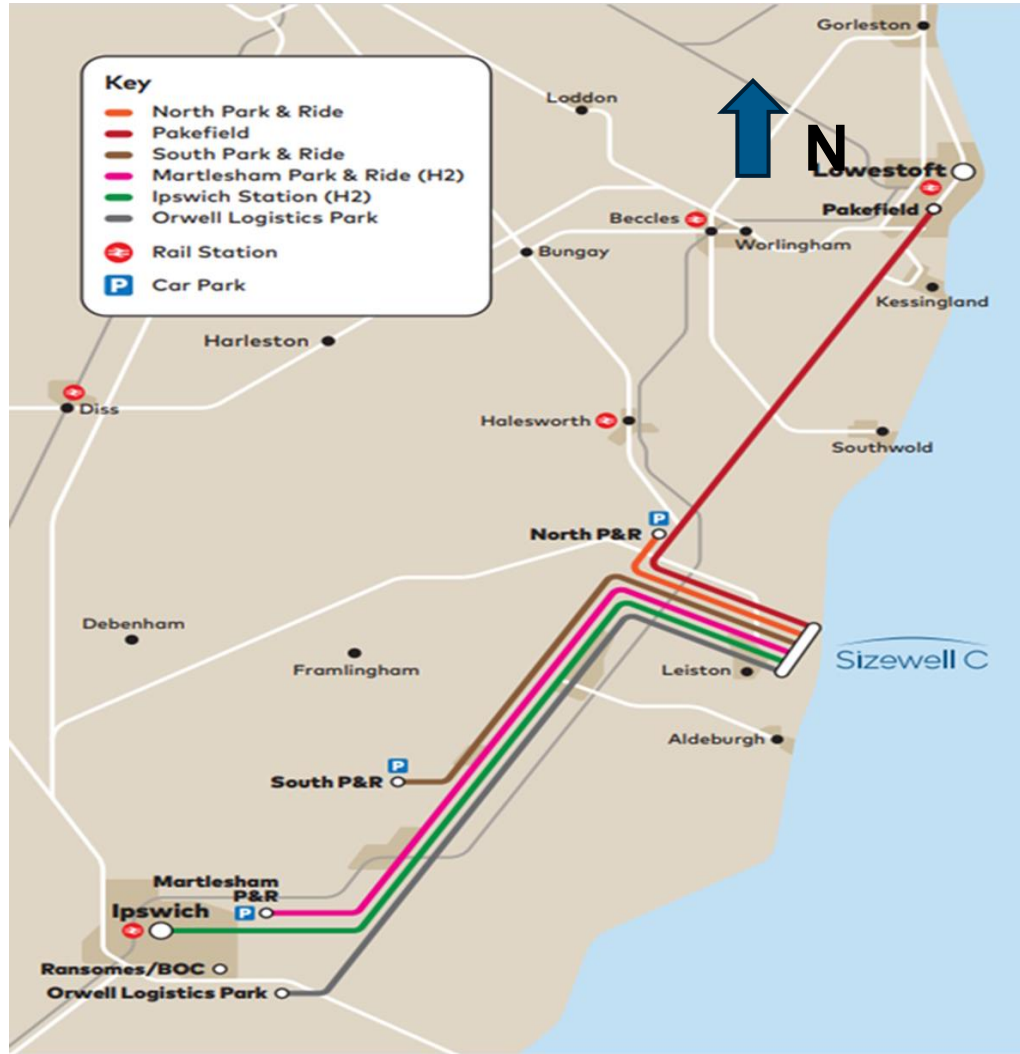 Gorleston
Key
North Park & Ride
Pakefield
South Park & Ride
Martlesham Park & Ride (H2)
Ipswich Station (H2)
Orwell Logistics Park
Rail Station
P Car Park
Loddon
N
Lowestoft
Pakefield
Beccles
Worlingham
Bungay
Kessingland
Harleston
Diss
Halesworth
Southwold
P
North P&R
Debenham
Framlingham
Leiston
Sizewell C
Aldeburgh
P
South P&R
Martlesham
P&R
P
Ipswich
Ransomes/BOC
Orwell Logistics Park